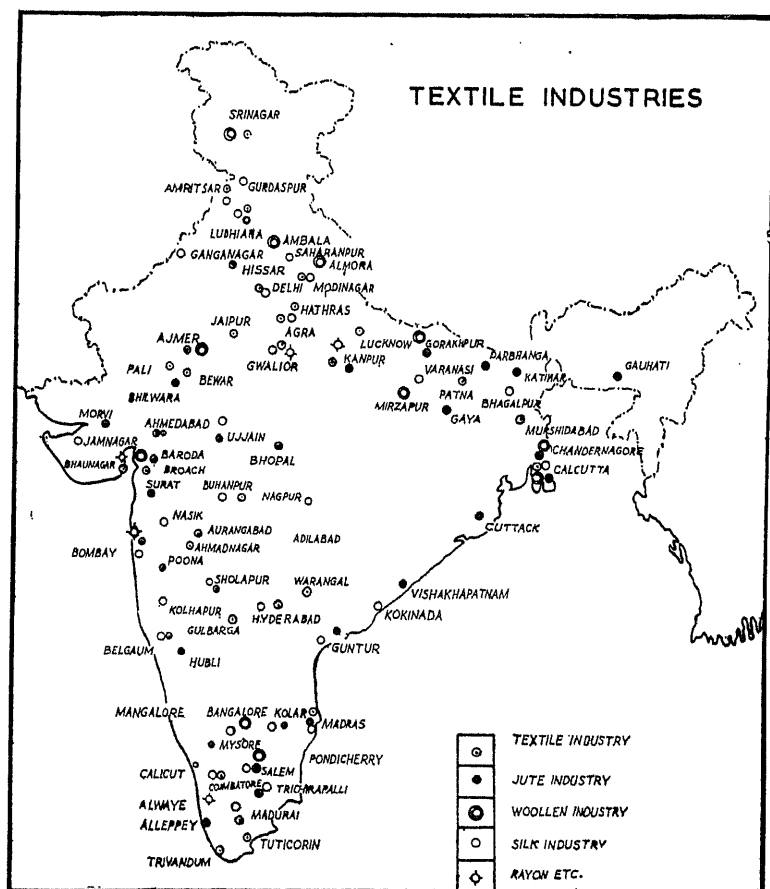 TEXTILE INDUSTRIES
SRINAGAR
AMRITSAR
GURDASPUR
LUDHIANA
AMBALA
GANGANAGAR
SAHARANPUR
ALMORA
HISSAR
DELHI
MODINAGAR
HATHRAS
JAIPUR
AGRA
LUCKNOW
GORAKHPUR
AJMER
GWALIOR
KANPUR
DARBHANGA
GAUHATI
PALI
BEWAR
VARANASI
KATIHAR
BHILWARA
MIRZAPUR
PATNA
BHAGALPUR
MORVI
GAYA
AHMEDABAD
MURSHIDABAD
JAMNAGAR
UJJAIN
BHOPAL
CHANDERNAGORE
BHAUNAGAR
BARODA
BROACH
CALCUTTA
SURAT
BUHANPUR
NAGPUR
NASIK
CUTTACK
AURANGABAD
ADILABAD
BOMBAY
AHMADNAGAR
POONA
SHOLAPUR
WARANGAL
VISHAKHAPATNAM
KOLHAPUR
HYDERABAD
KOKINADA
GULBARGA
BELGAUM
GUNTUR
HUBLI
MANGALORE
BANGALORE
KOLAR
MADRAS
MYSORE
PONDICHERRY
CALICUT
SALEM
COIMBATORE
ALWAYE
MADURAI
ALLEPPEY
TUTICORIN
TRIVANDUM
TEXTILE INDUSTRY
JUTE INDUSTRY
WOOLLEN INDUSTRY
SILK INDUSTRY
RAYON ETC.